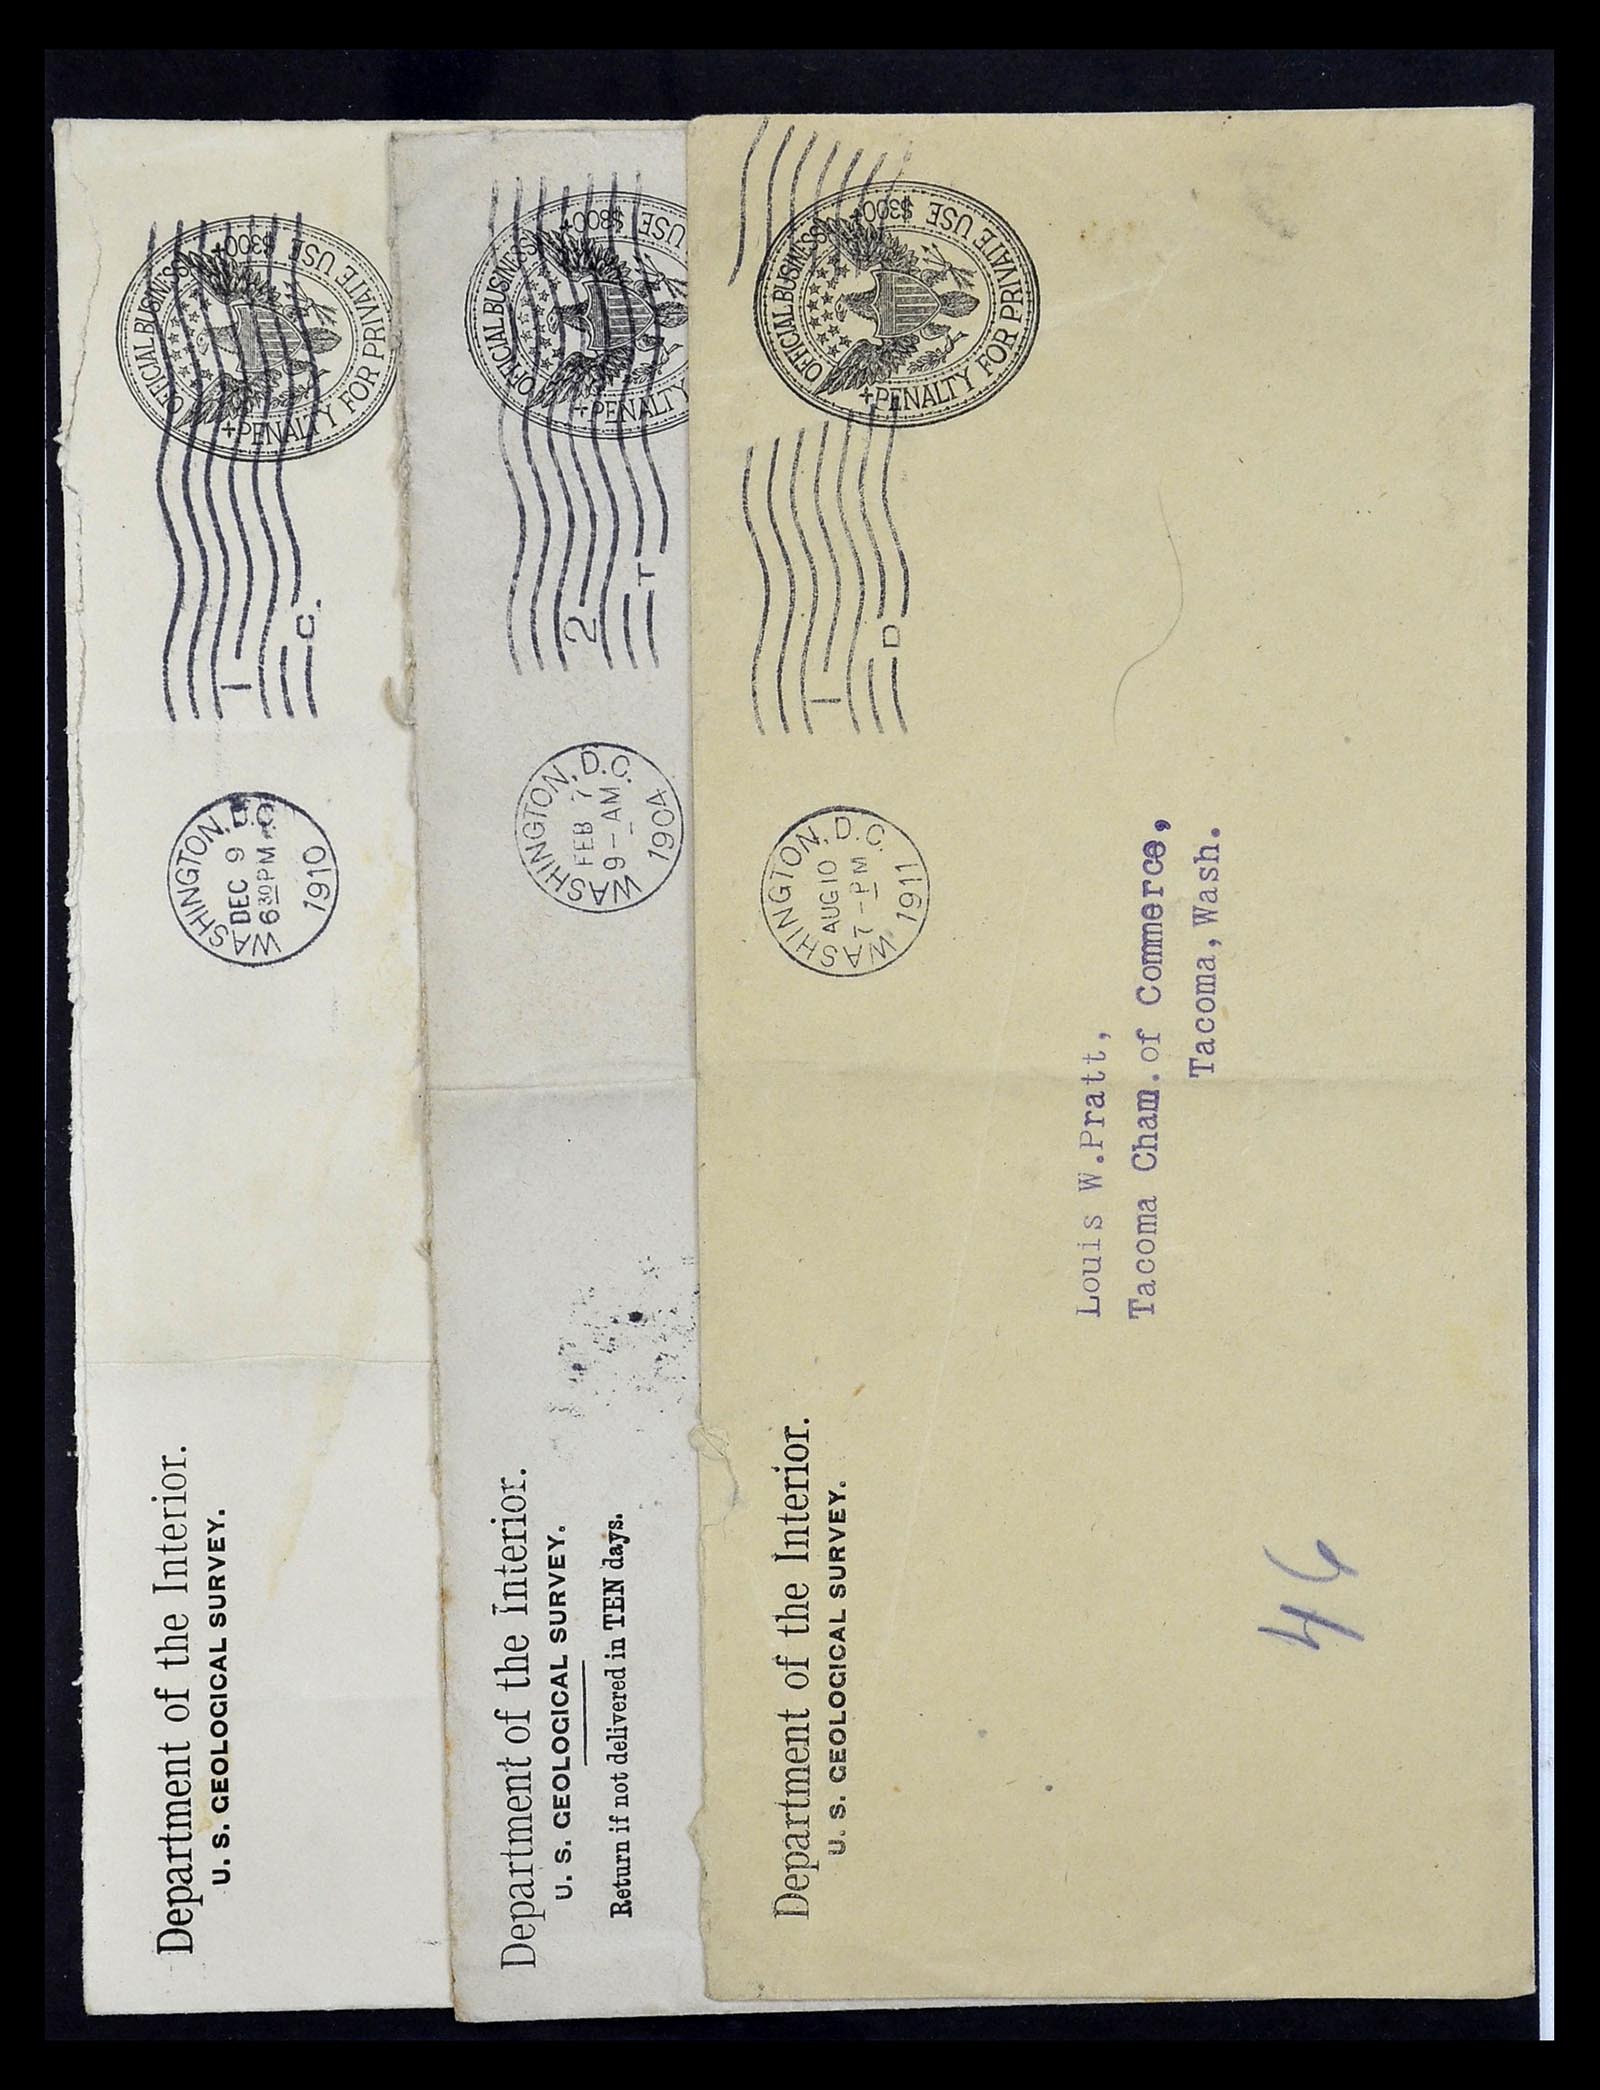 Department of the Interior.
U. S. GEOLOGICAL SURVEY.
WASHINGTON, D.C.
DEC 9
6 30 PM
1910
1
C.
OFFICIAL BUSINESS
+PENALTY FOR PRIVATE USE $300+
Department of the Interior.
U. S. GEOLOGICAL SURVEY.
Return if not delivered in TEN days.
WASHINGTON, D.C.
FEB 7
9-AM
1904
2
T
OFFICIAL BUSINESS
+PENALTY USE $300+
Department of the Interior.
U. S. GEOLOGICAL SURVEY.
WASHINGTON, D.C.
AUG 10
7-PM
1911
1
D
OFFICIAL BUSINESS
+PENALTY FOR PRIVATE USE $300+
Louis W.Pratt,
Tacoma Cham.of Commerce,
Tacoma,Wash.